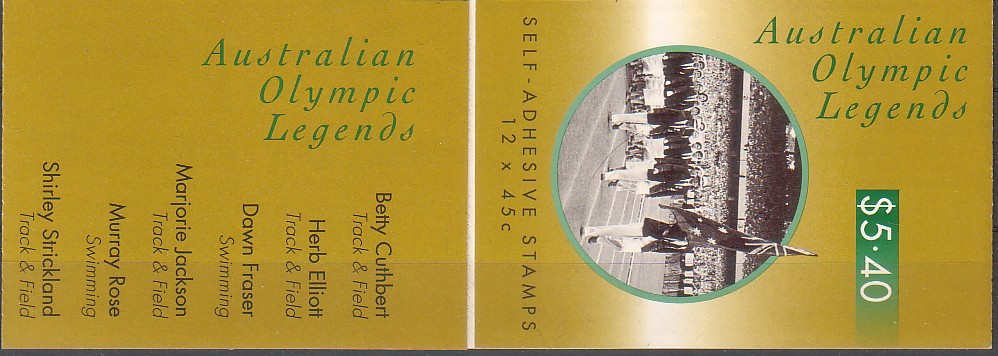 Australian
Olympic
Legends
Betty Cuthbert
Track & Field
Herb Elliott
Track & Field
Dawn Fraser
Swimming
Marjorie Jackson
Track & Field
Murray Rose
Swimming
Shirley Strickland
Track & Field
Australian
Olympic
Legends
$5.40
SELF-ADHESIVE STAMPS
12 x 45c